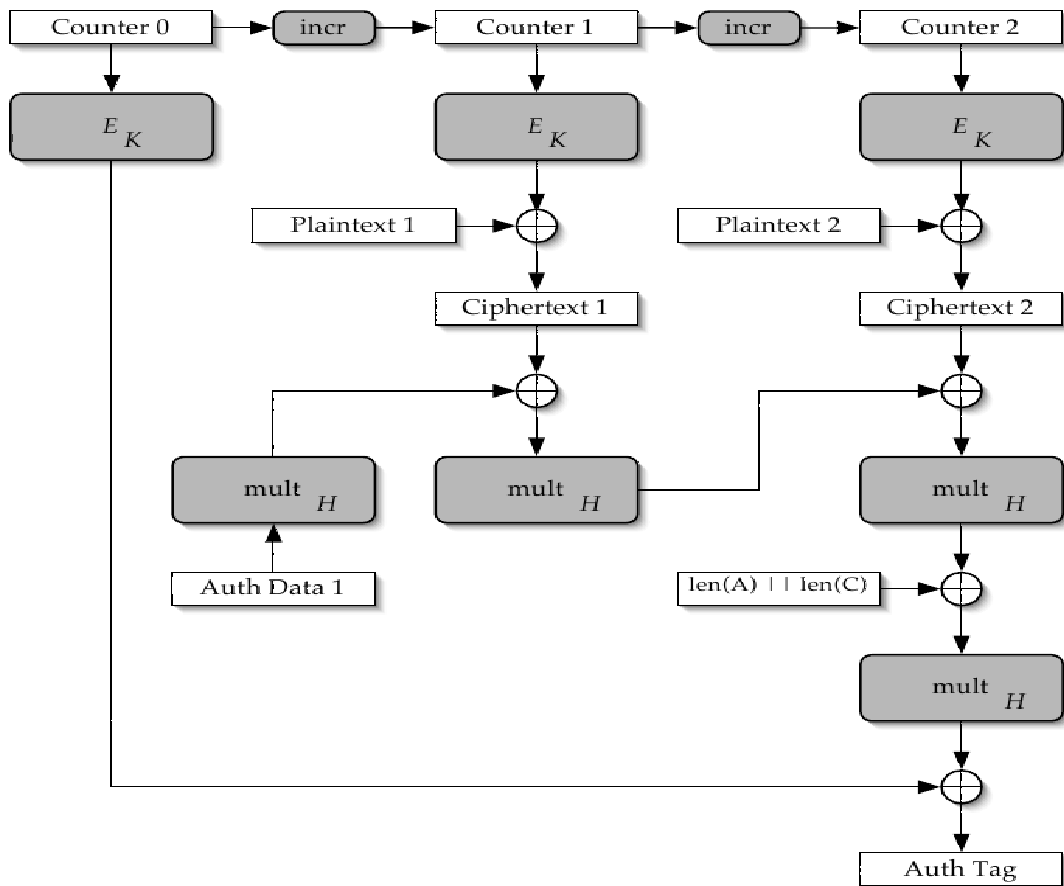 Counter 0
incr
Counter 1
incr
Counter 2
E K
E K
E K
Plaintext 1
Plaintext 2
Ciphertext 1
Ciphertext 2
mult H
mult H
mult H
Auth Data 1
len(A) || len(C)
mult H
Auth Tag